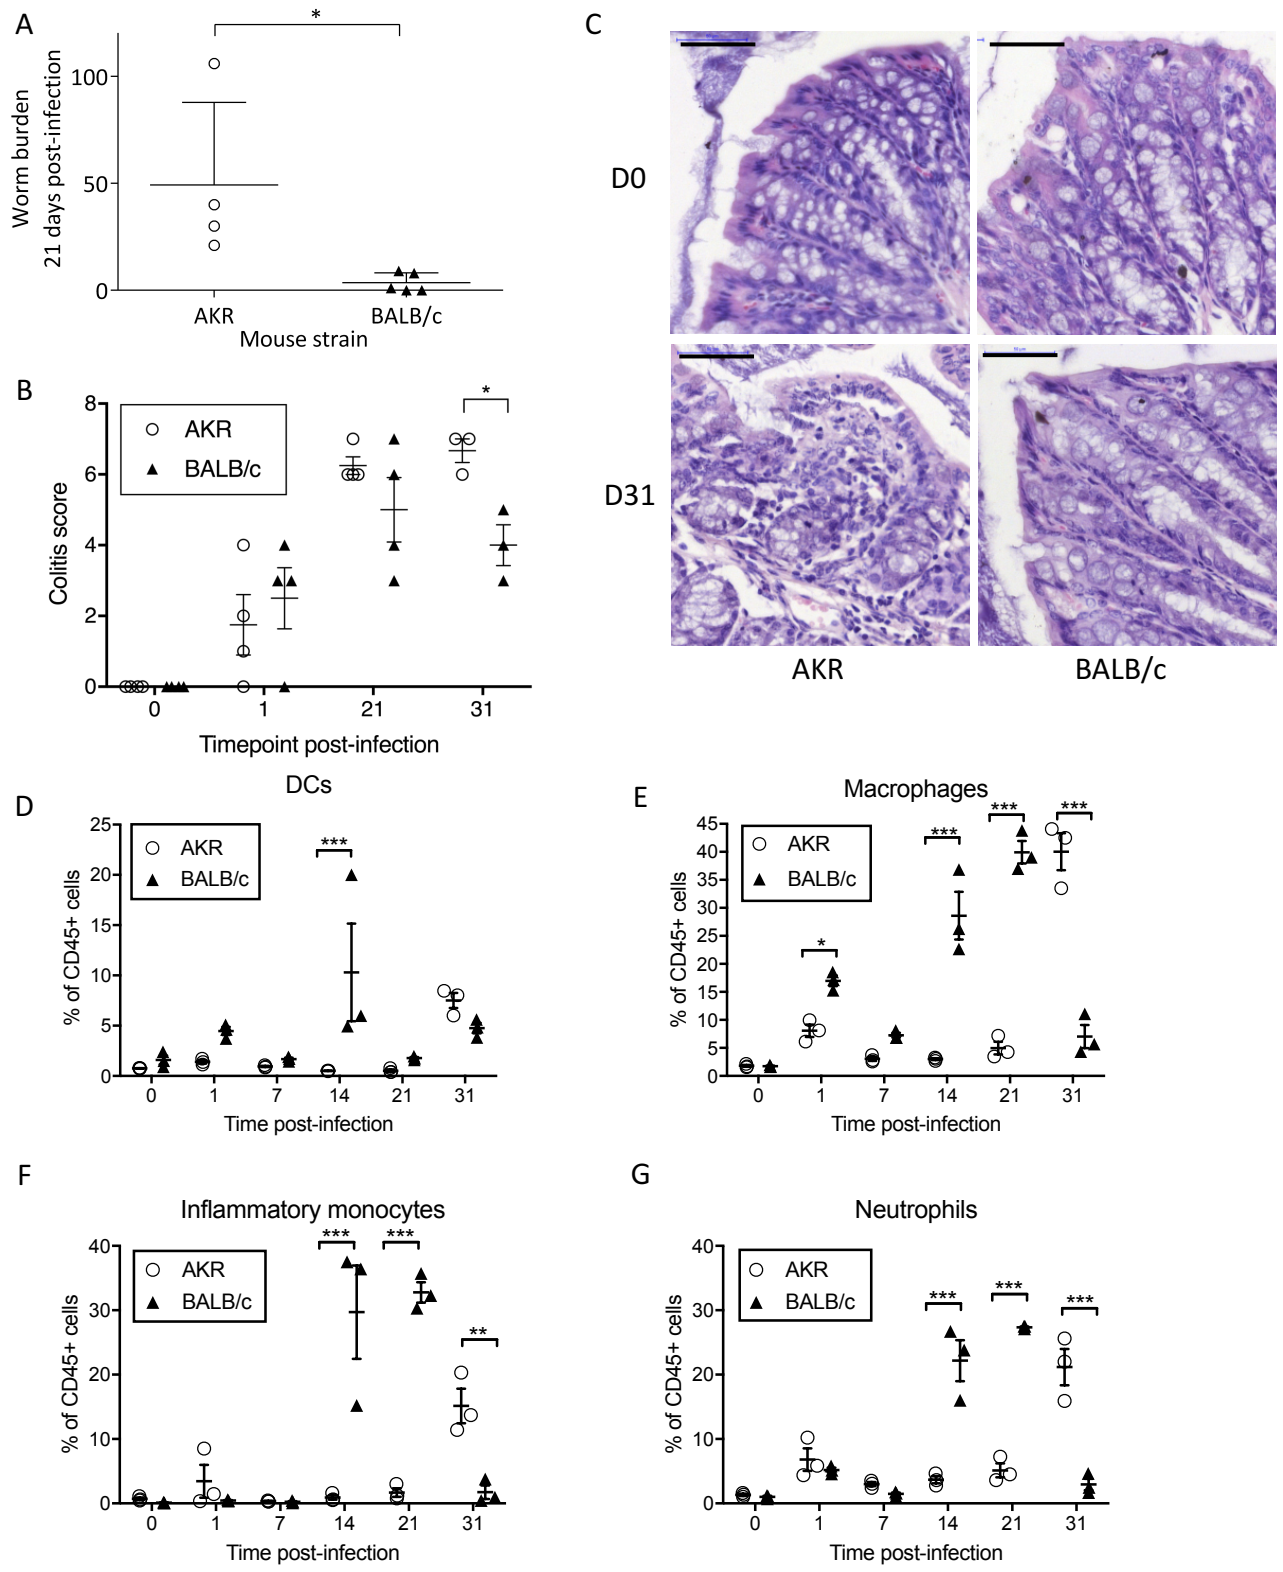 A
*
Worm burden
21 days post-infection
100
50
0
AKR
BALB/c
Mouse strain
B
*
Colitis score
8
6
4
2
0
AKR
BALB/c
0 1 21 31
Timepoint post-infection
C
D0
D31
AKR BALB/c
D
DCs
% of CD45+ cells
25
20
15
10
5
0
AKR
BALB/c
***
0 1 7 14 21 31
Time post-infection
E
Macrophages
% of CD45+ cells
45
40
35
30
25
20
15
10
5
0
AKR
BALB/c
*
***
***
***
0 1 7 14 21 31
Time post-infection
F
Inflammatory monocytes
% of CD45+ cells
40
30
20
10
0
AKR
BALB/c
***
***
**
0 1 7 14 21 31
Time post-infection
G
Neutrophils
% of CD45+ cells
40
30
20
10
0
AKR
BALB/c
***
***
***
0 1 7 14 21 31
Time post-infection